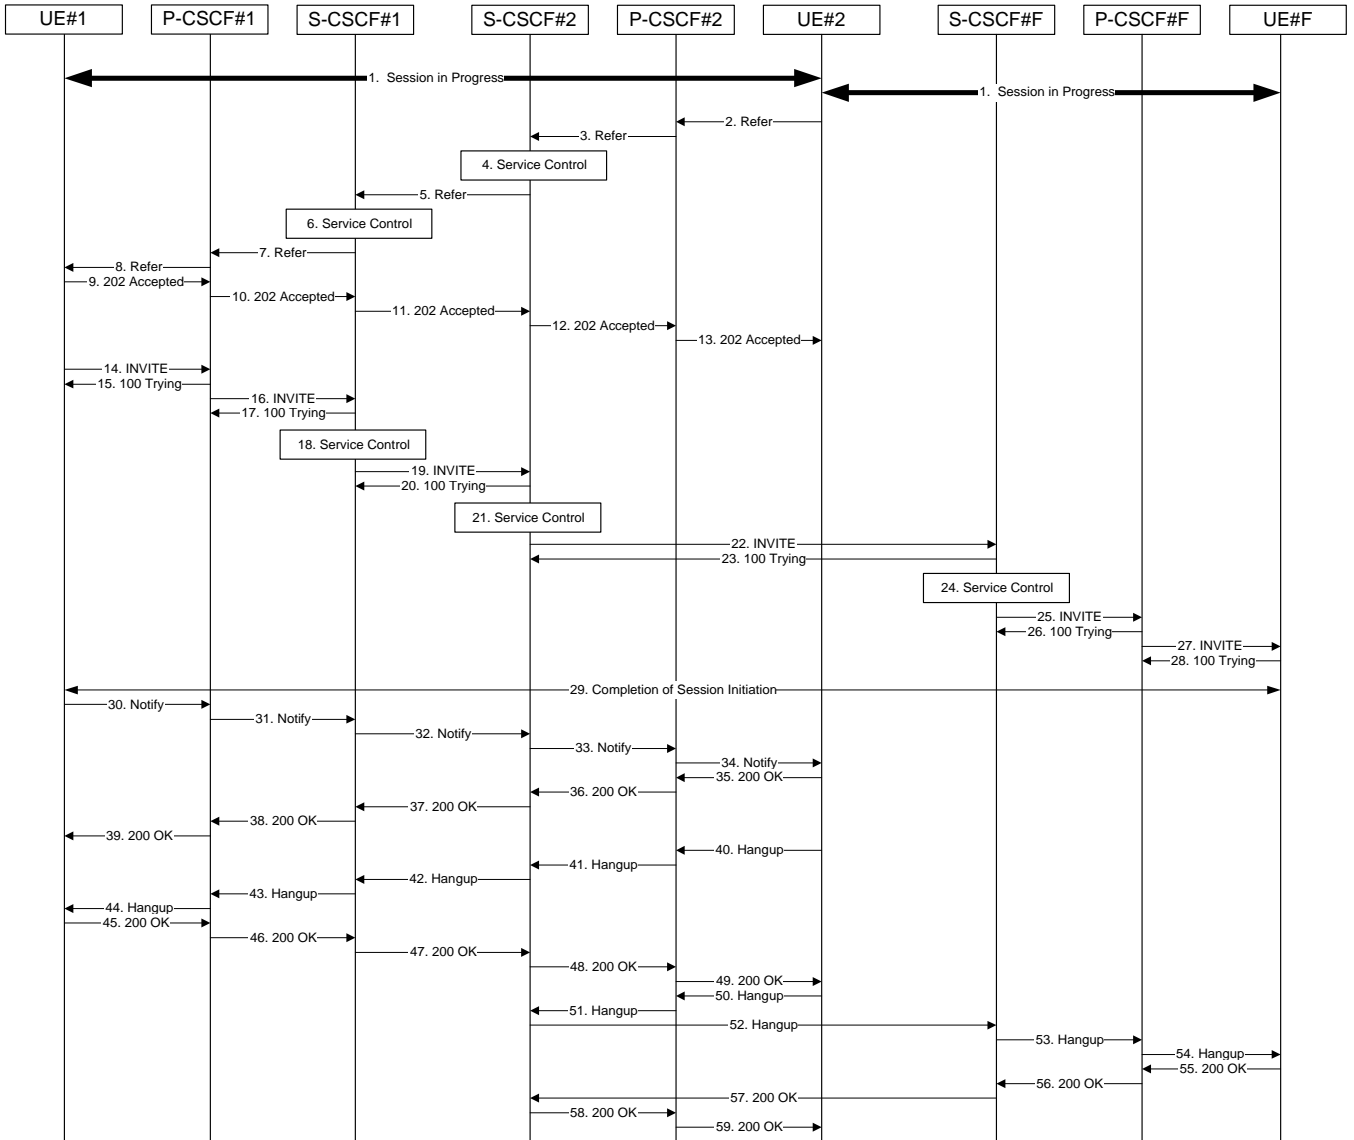 UE#1
P-CSCF#1
S-CSCF#1
S-CSCF#2
P-CSCF#2
UE#2
S-CSCF#F
P-CSCF#F
UE#F
1. Session in Progress
1. Session in Progress
2. Refer
3. Refer
4. Service Control
5. Refer
6. Service Control
7. Refer
8. Refer
9. 202 Accepted
10. 202 Accepted
11. 202 Accepted
12. 202 Accepted
13. 202 Accepted
14. INVITE
15. 100 Trying
16. INVITE
17. 100 Trying
18. Service Control
19. INVITE
20. 100 Trying
21. Service Control
22. INVITE
23. 100 Trying
24. Service Control
25. INVITE
26. 100 Trying
27. INVITE
28. 100 Trying
29. Completion of Session Initiation
30. Notify
31. Notify
32. Notify
33. Notify
34. Notify
35. 200 OK
36. 200 OK
37. 200 OK
38. 200 OK
39. 200 OK
40. Hangup
41. Hangup
42. Hangup
43. Hangup
44. Hangup
45. 200 OK
46. 200 OK
47. 200 OK
48. 200 OK
49. 200 OK
50. Hangup
51. Hangup
52. Hangup
53. Hangup
54. Hangup
55. 200 OK
56. 200 OK
57. 200 OK
58. 200 OK
59. 200 OK